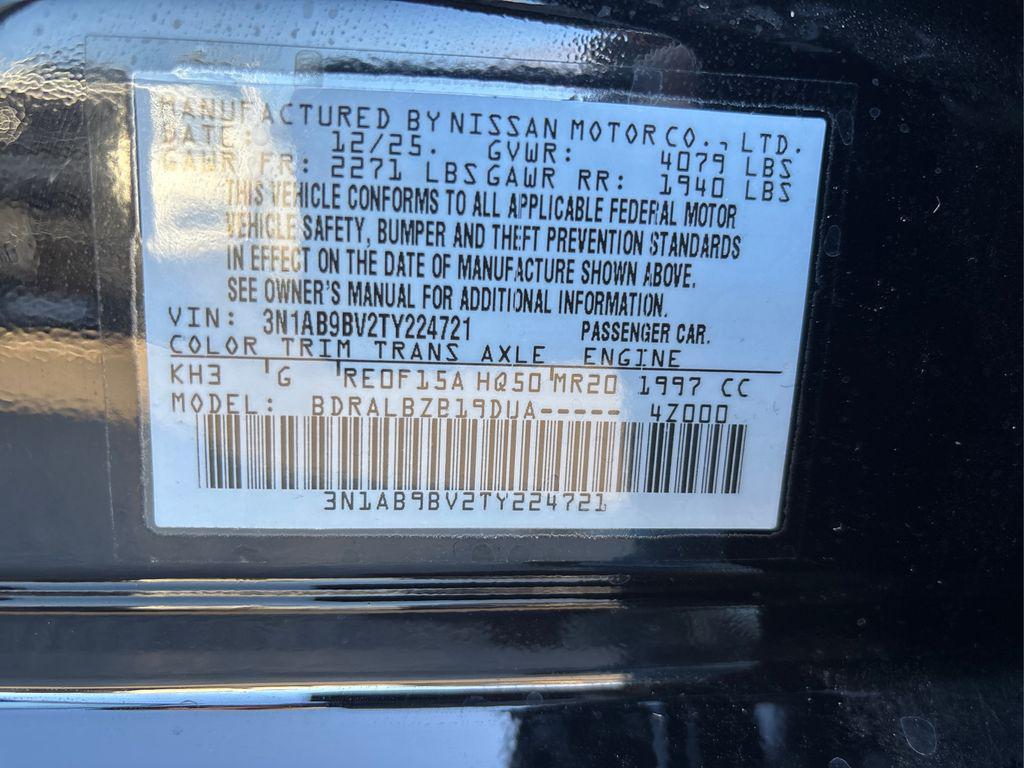 MANUFACTURED BY NISSAN MOTOR CO., LTD.
DATE: 12/25. GVWR: 4079 LBS
GAWR FR: 2271 LBS GAWR RR: 1940 LBS
THIS VEHICLE CONFORMS TO ALL APPLICABLE FEDERAL MOTOR
VEHICLE SAFETY, BUMPER AND THEFT PREVENTION STANDARDS
IN EFFECT ON THE DATE OF MANUFACTURE SHOWN ABOVE.
SEE OWNER'S MANUAL FOR ADDITIONAL INFORMATION.
VIN: 3N1AB9BV2TY224721 PASSENGER CAR.
COLOR TRIM TRANS AXLE ENGINE
KH3 G RE0F15A HQ50 MR20 1997 CC
MODEL: BDRALBZB19DUA----- 4Z000
3N1AB9BV2TY224721